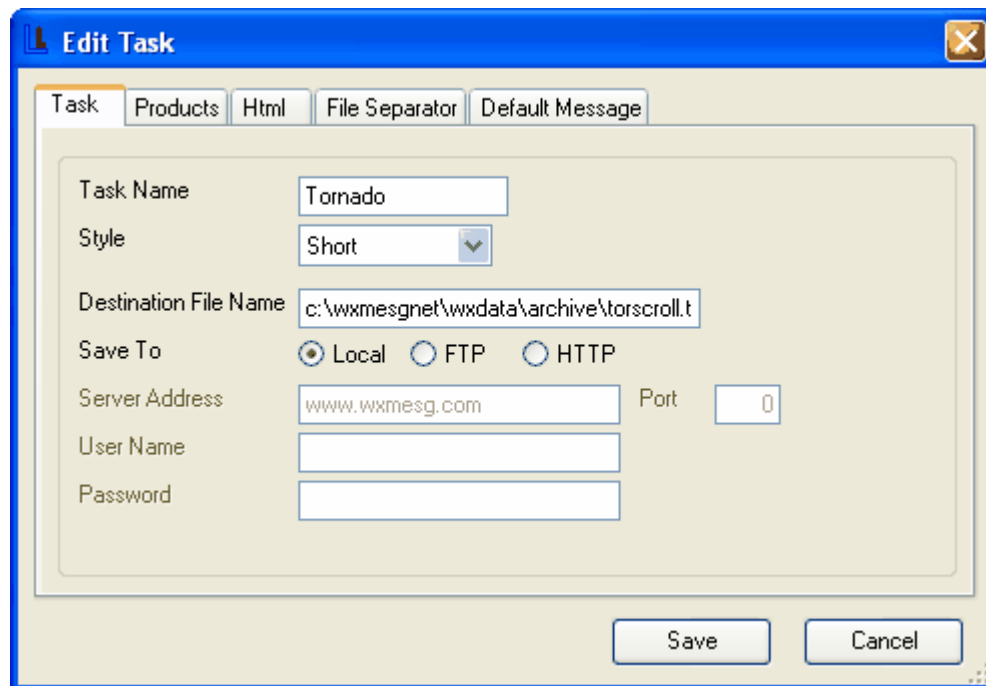 Edit Task
Task Products Html File Separator Default Message
Task Name Tornado
Style Short
Destination File Name c:\wxmesgnet\wxdata\archive\torscroll.t
Save To Local FTP HTTP
Server Address www.wxmesg.com Port 0
User Name
Password
Save Cancel